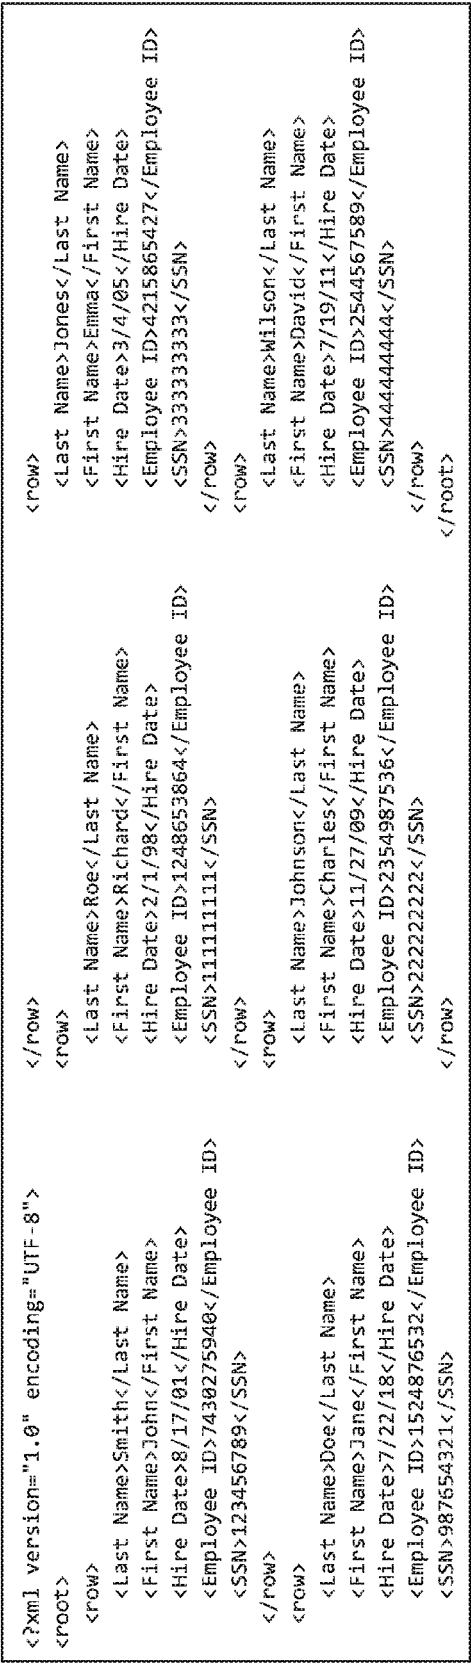 <?xml version="1.0" encoding="UTF-8">
<root>
<row>
<Last Name>Smith</Last Name>
<First Name>John</First Name>
<Hire Date>8/17/01</Hire Date>
<Employee ID>7430275940</Employee ID>
<SSN>123456789</SSN>
</row>
<row>
<Last Name>Doe</Last Name>
<First Name>Jane</First Name>
<Hire Date>7/22/18</Hire Date>
<Employee ID>1524876532</Employee ID>
<SSN>987654321</SSN>
</row>
<row>
<Last Name>Roe</Last Name>
<First Name>Richard</First Name>
<Hire Date>2/1/98</Hire Date>
<Employee ID>1248653864</Employee ID>
<SSN>111111111</SSN>
</row>
<row>
<Last Name>Johnson</Last Name>
<First Name>Charles</First Name>
<Hire Date>11/27/09</Hire Date>
<Employee ID>2354987536</Employee ID>
<SSN>222222222</SSN>
</row>
<row>
<Last Name>Jones</Last Name>
<First Name>Emma</First Name>
<Hire Date>3/4/05</Hire Date>
<Employee ID>4215865427</Employee ID>
<SSN>333333333</SSN>
</row>
<row>
<Last Name>Wilson</Last Name>
<First Name>David</First Name>
<Hire Date>7/19/11</Hire Date>
<Employee ID>2544567589</Employee ID>
<SSN>444444444</SSN>
</row>
</root>